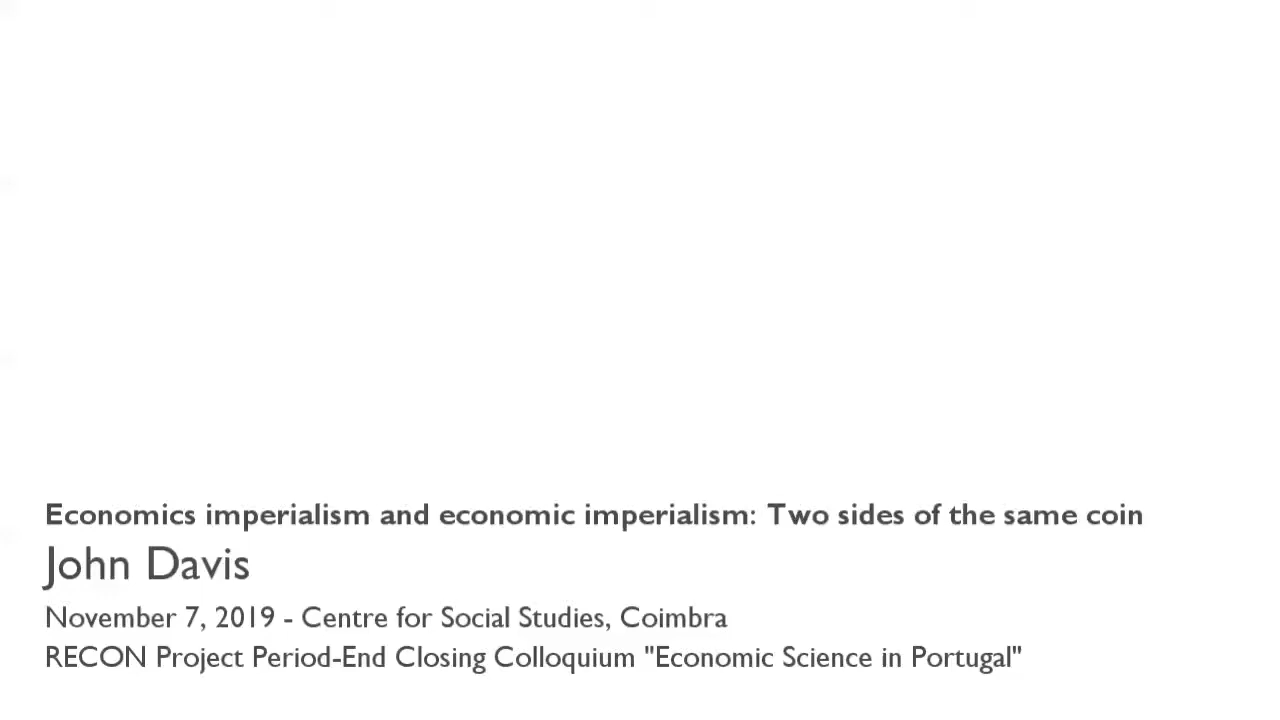 Economics imperialism and economic imperialism: Two sides of the same coin
John Davis
November 7, 2019 - Centre for Social Studies, Coimbra
RECON Project Period-End Closing Colloquium "Economic Science in Portugal"